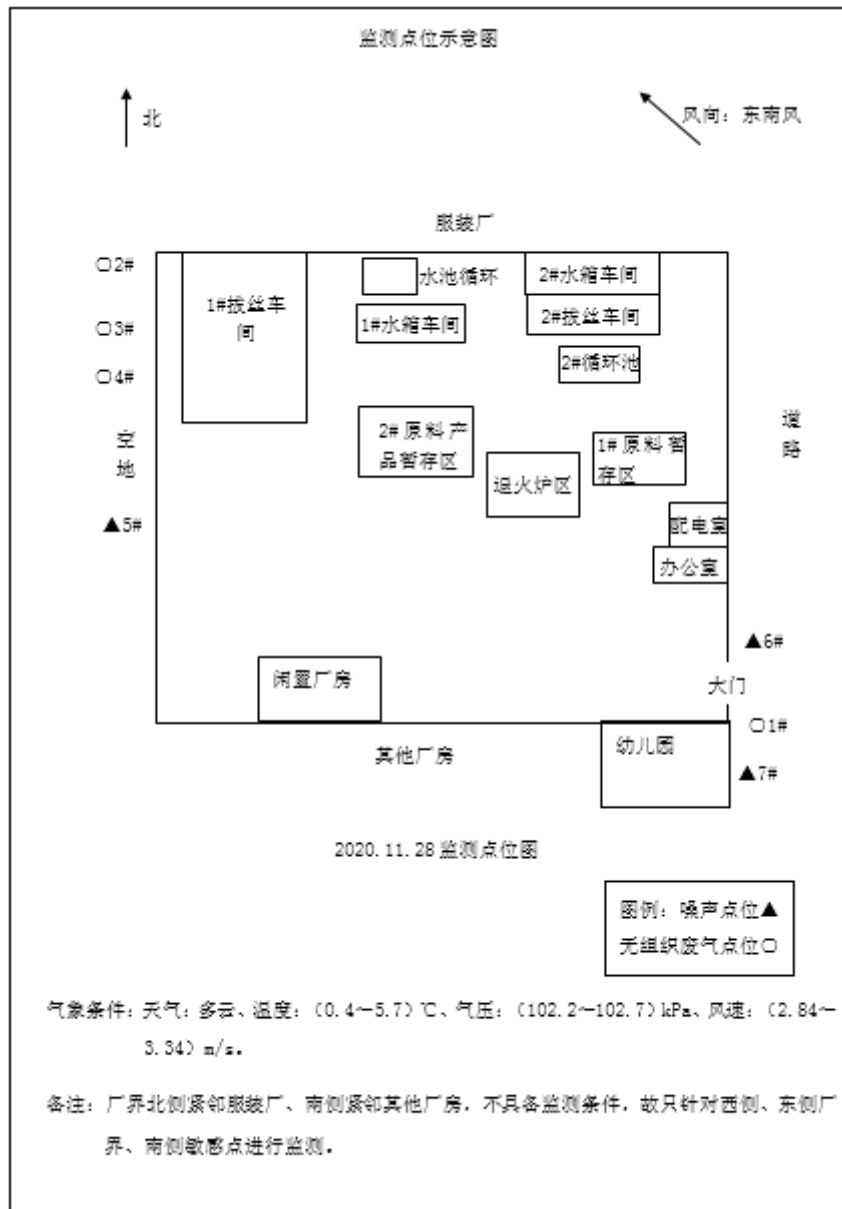 监测点位示意图
北
风向：东南风
服装厂
〇2#
水池循环
2#水箱车间
1#拔丝车
间
〇3#
1#水箱车间
2#拔丝车间
2#循环池
〇4#
道
路
空
地
2#原料产
品暂存区
1#原料暂
存区
退火炉区
▲5#
配电室
办公室
▲6#
闲置厂房
大门
〇1#
其他厂房
幼儿园
▲7#
2020.11.28 监测点位图
图例：噪声点位▲
无组织废气点位〇
气象条件：天气：多云、温度：（0.4～5.7）℃、气压：（102.2～102.7）kPa、风速：（2.84～
3.34）m/s。
备注：厂界北侧紧邻服装厂、南侧紧邻其他厂房，不具备监测条件，故只针对西侧、东侧厂
界、南侧敏感点进行监测。